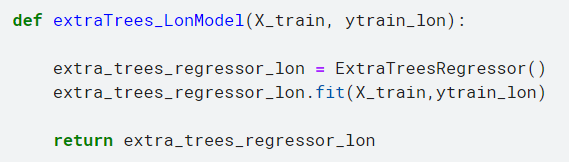 def extraTrees_LonModel(X_train, ytrain_lon):
extra_trees_regressor_lon = ExtraTreesRegressor()
extra_trees_regressor_lon.fit(X_train,ytrain_lon)
return extra_trees_regressor_lon